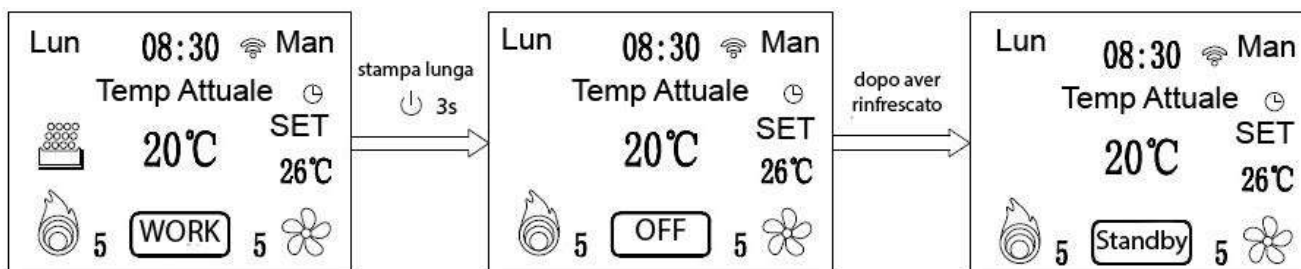 Lun 08:30 Man
Temp Attuale
SET
20℃
26℃
5 WORK 5
stampa lunga
3s
Lun 08:30 Man
Temp Attuale
SET
20℃
26℃
5 OFF 5
dopo aver
rinfrescato
Lun 08:30 Man
Temp Attuale
SET
20℃
26℃
5 Standby 5